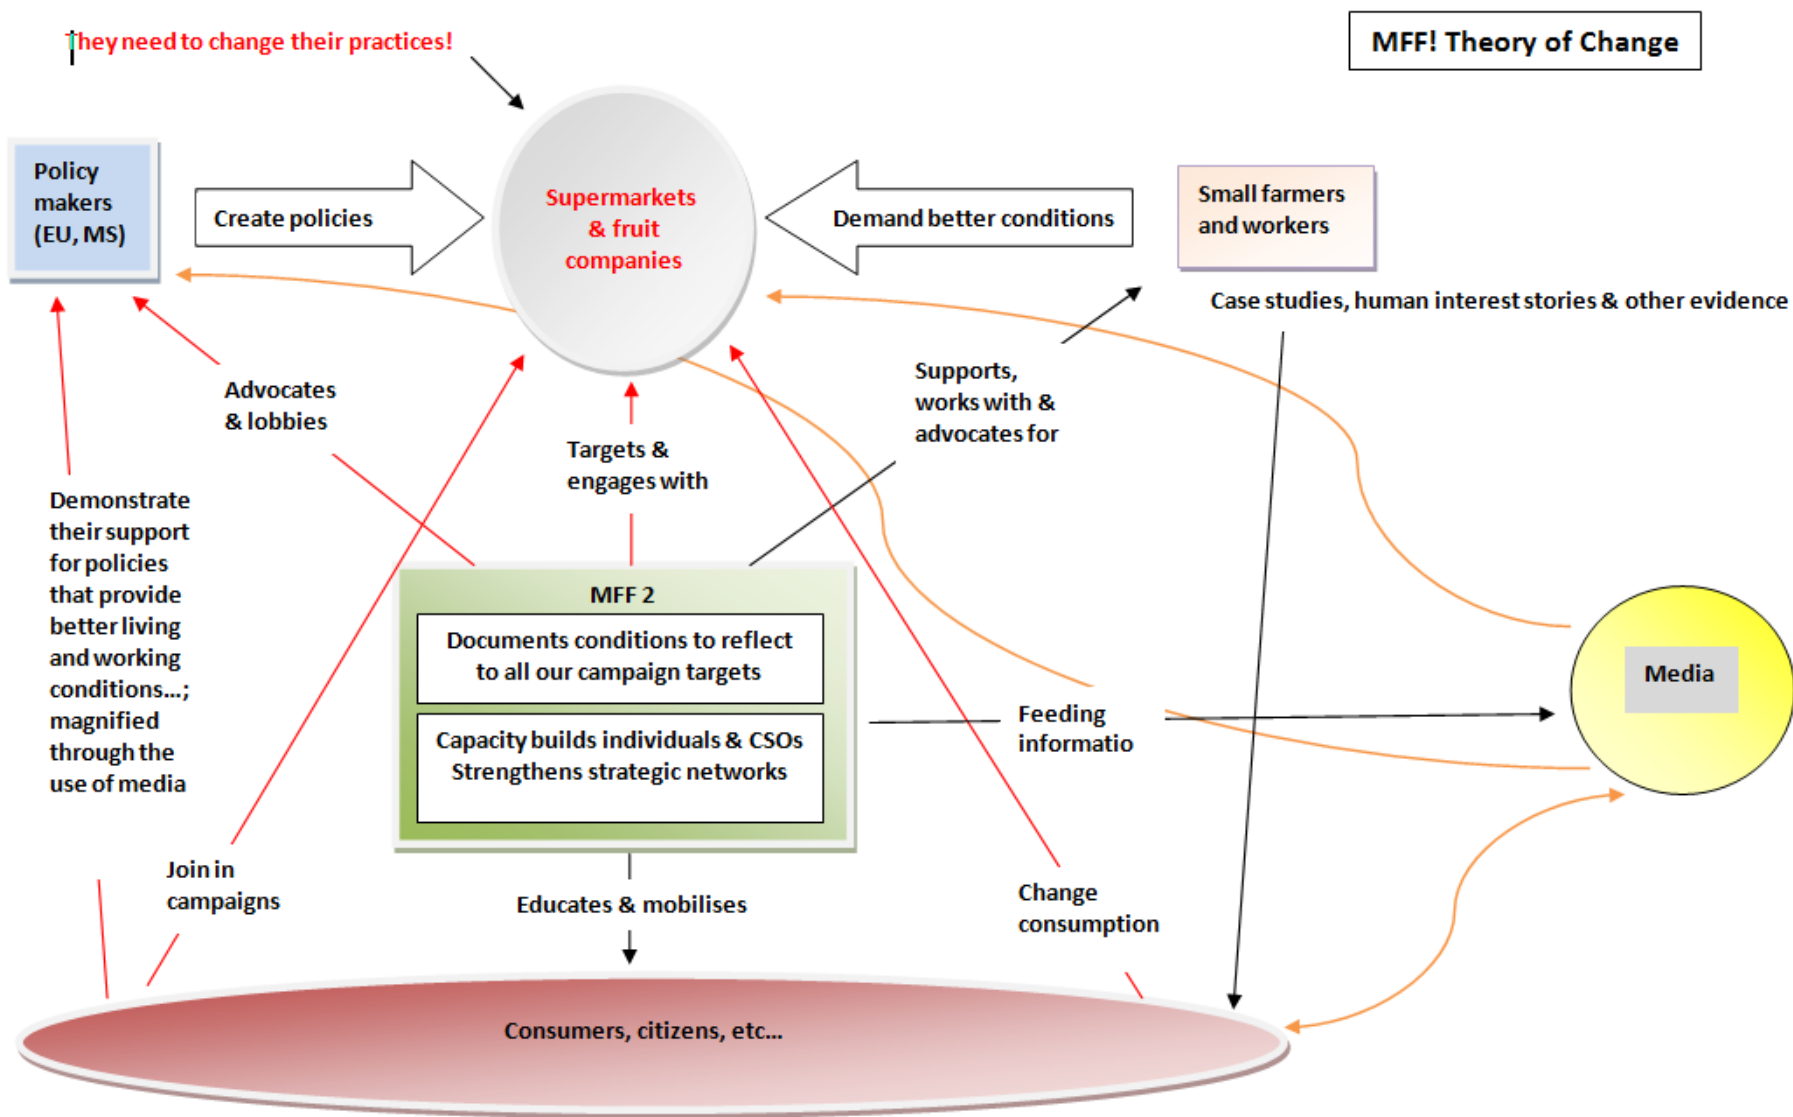 They need to change their practices!
MFF! Theory of Change
Policy
makers
(EU, MS)
Create policies
Supermarkets
& fruit
companies
Demand better conditions
Small farmers
and workers
Case studies, human interest stories & other evidence
Advocates
& lobbies
Targets &
engages with
Supports,
works with &
advocates for
Demonstrate
their support
for policies
that provide
better living
and working
conditions...;
magnified
through the
use of media
MFF 2
Documents conditions to reflect
to all our campaign targets
Capacity builds individuals & CSOs
Strengthens strategic networks
Feeding
informatio
Media
Join in
campaigns
Educates & mobilises
Change
consumption
Consumers, citizens, etc...